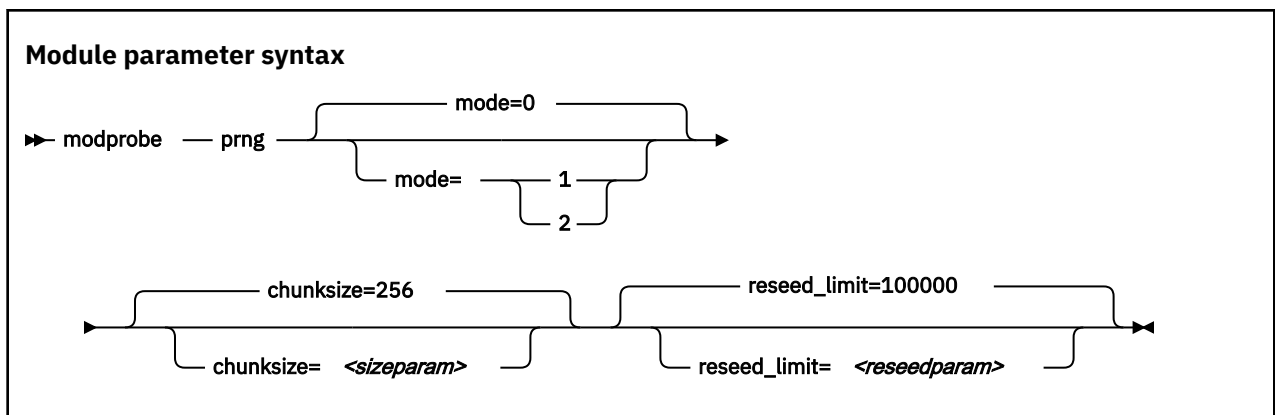 Module parameter syntax
mode=0
modprobe prng
mode= 1
2
chunksize=256 reseed_limit=100000
chunksize= <sizeparam> reseed_limit= <reseedparam>